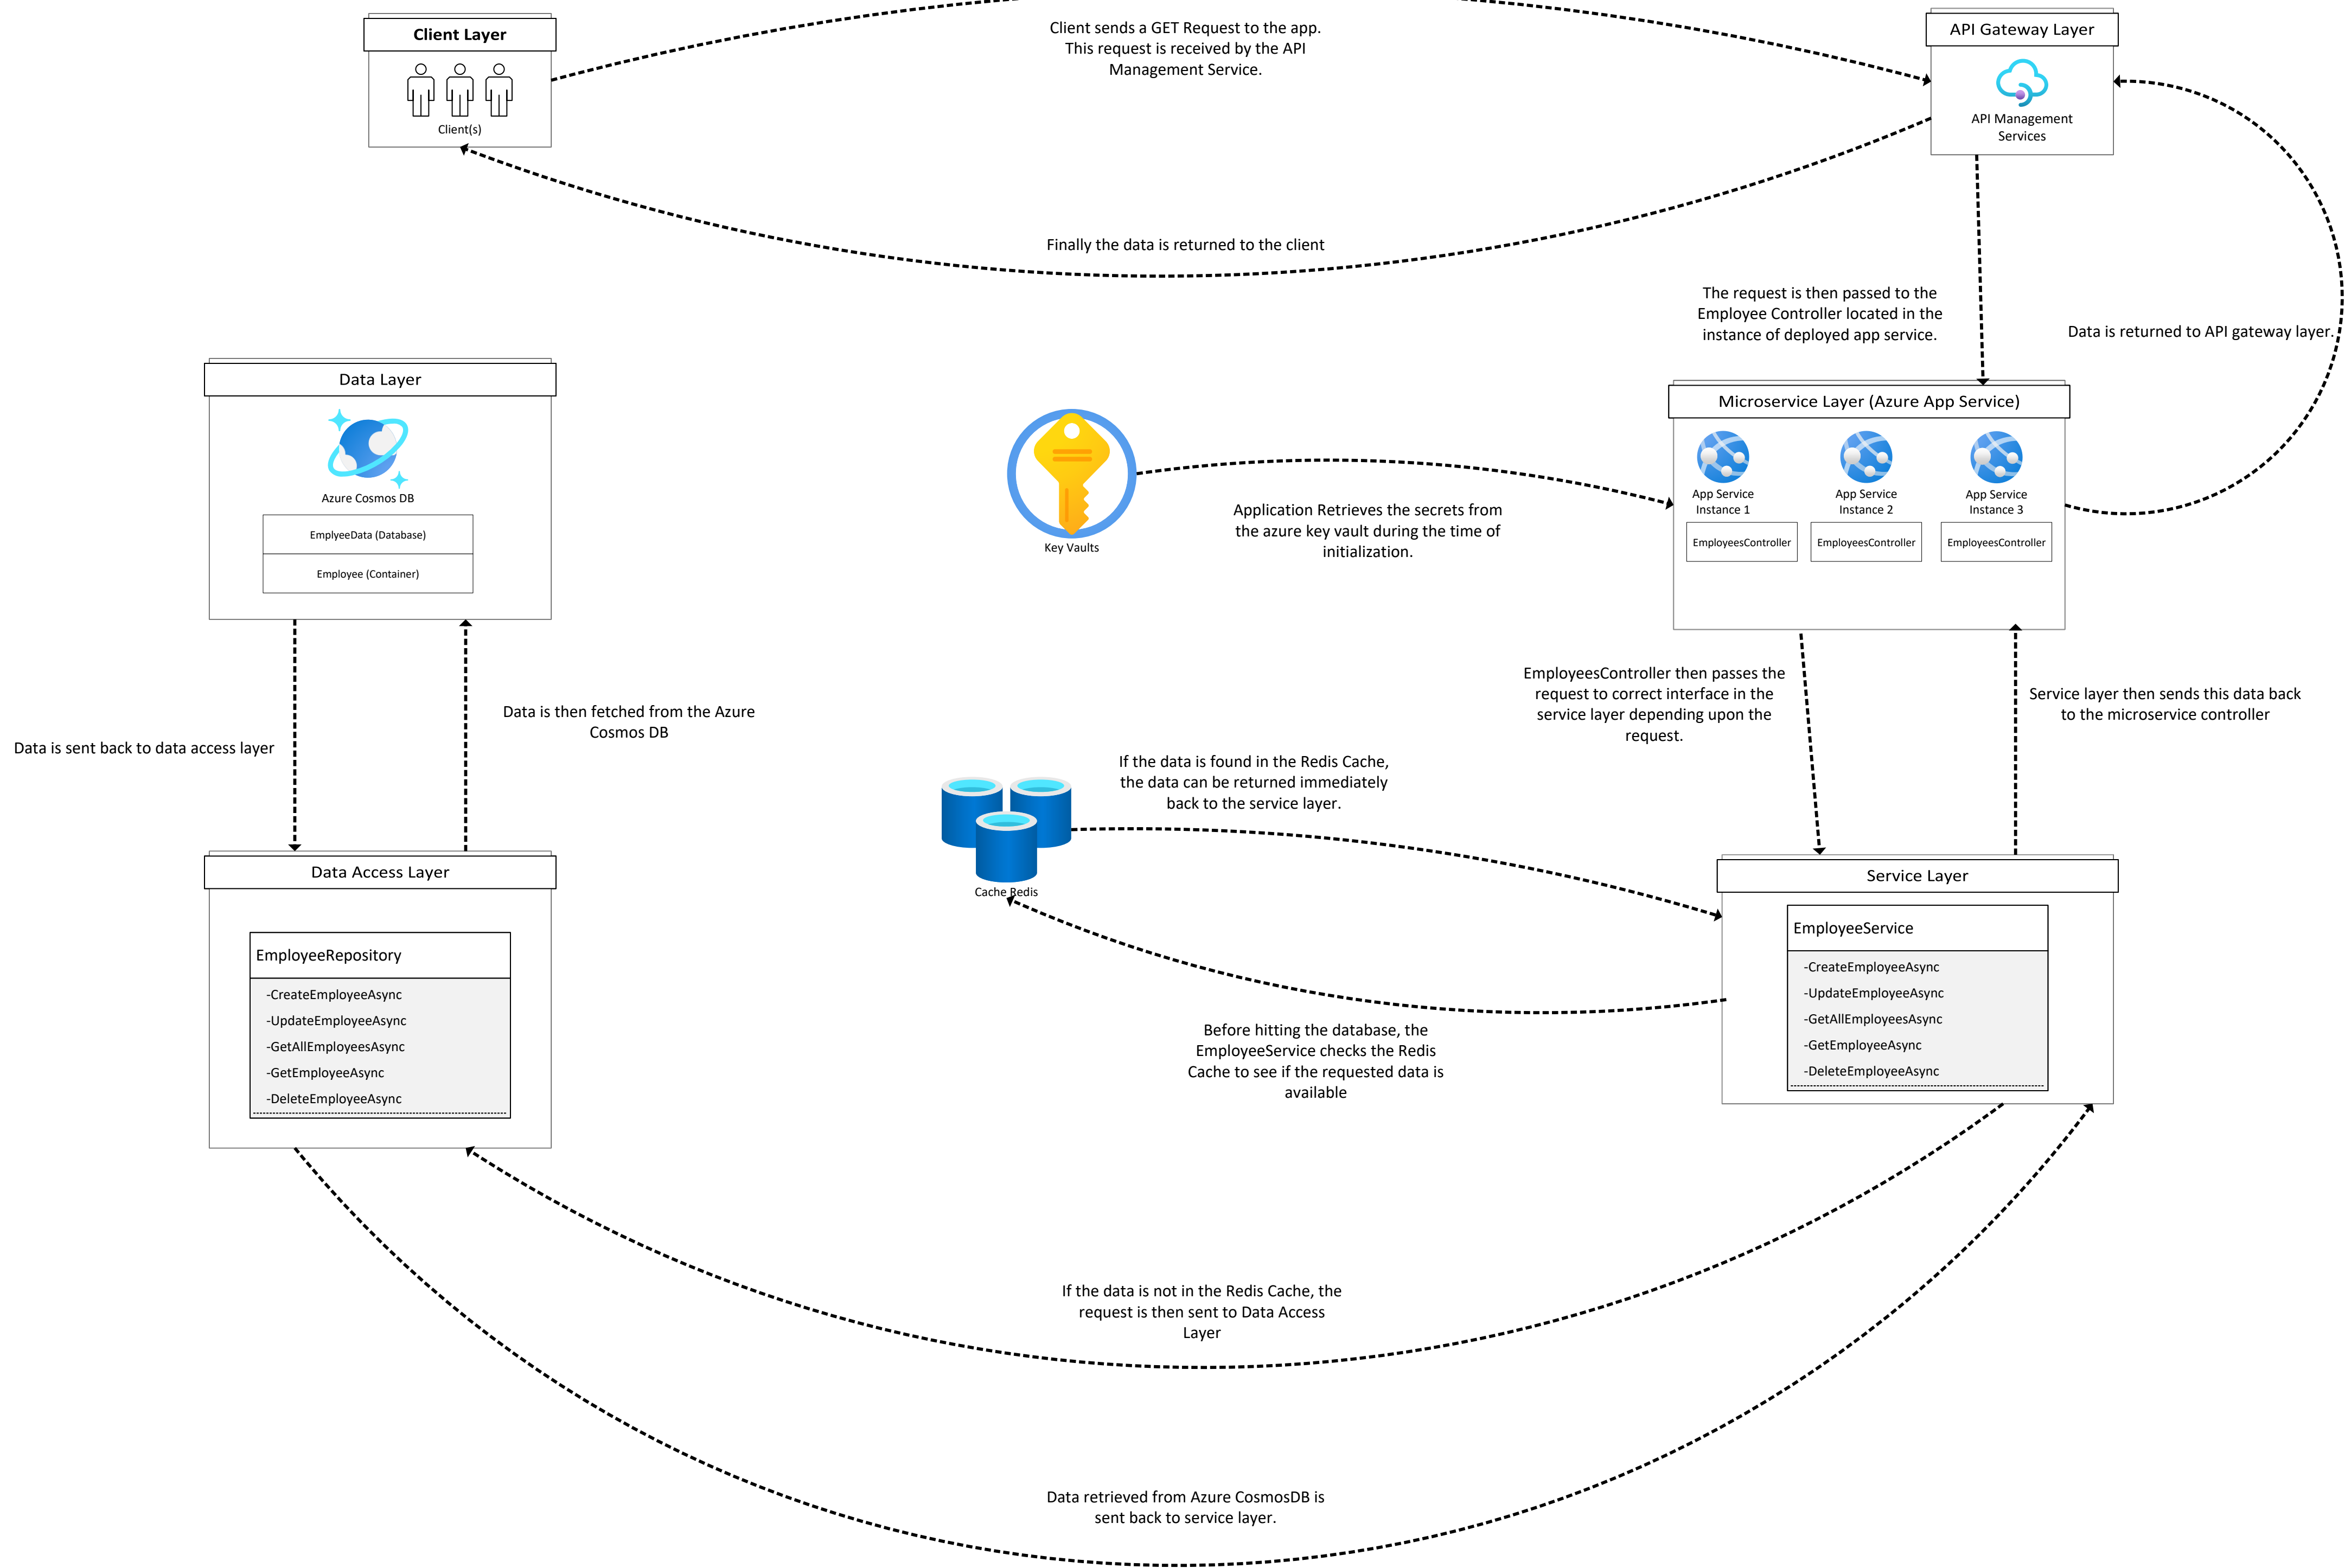 Client Layer
Client(s)
Client sends a GET Request to the app.
This request is received by the API
Management Service.
API Gateway Layer
API Management
Services
Finally the data is returned to the client
The request is then passed to the
Employee Controller located in the
instance of deployed app service.
Data is returned to API gateway layer.
Data Layer
Azure Cosmos DB
EmplyeeData (Database)
Employee (Container)
Key Vaults
Application Retrieves the secrets from
the azure key vault during the time of
initialization.
Microservice Layer (Azure App Service)
App Service
Instance 1
App Service
Instance 2
App Service
Instance 3
EmployeesController
EmployeesController
EmployeesController
Data is sent back to data access layer
Data is then fetched from the Azure
Cosmos DB
EmployeesController then passes the
request to correct interface in the
service layer depending upon the
request.
Service layer then sends this data back
to the microservice controller
If the data is found in the Redis Cache,
the data can be returned immediately
back to the service layer.
Cache Redis
Data Access Layer
EmployeeRepository
-CreateEmployeeAsync
-UpdateEmployeeAsync
-GetAllEmployeesAsync
-GetEmployeeAsync
-DeleteEmployeeAsync
Before hitting the database, the
EmployeeService checks the Redis
Cache to see if the requested data is
available
Service Layer
EmployeeService
-CreateEmployeeAsync
-UpdateEmployeeAsync
-GetAllEmployeesAsync
-GetEmployeeAsync
-DeleteEmployeeAsync
If the data is not in the Redis Cache, the
request is then sent to Data Access
Layer
Data retrieved from Azure CosmosDB is
sent back to service layer.